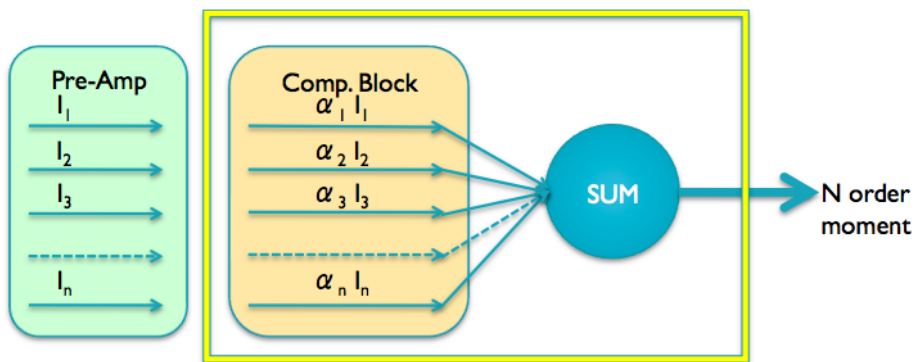 Pre-Amp
I1
I2
I3
In
Comp. Block
α1 I1
α2 I2
α3 I3
αn In
SUM
N order
moment